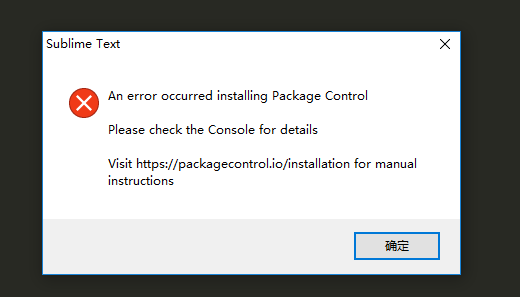 Sublime Text
An error occurred installing Package Control
Please check the Console for details
Visit https://packagecontrol.io/installation for manual
instructions
确定